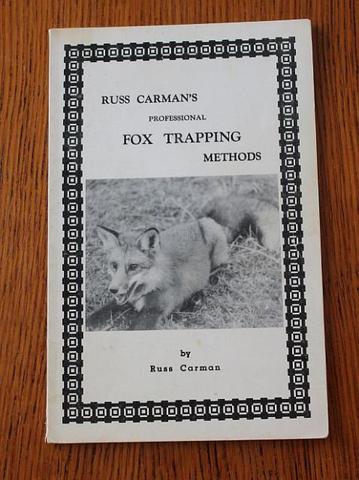 RUSS CARMAN'S
PROFESSIONAL
FOX TRAPPING
METHODS
by
Russ Carman